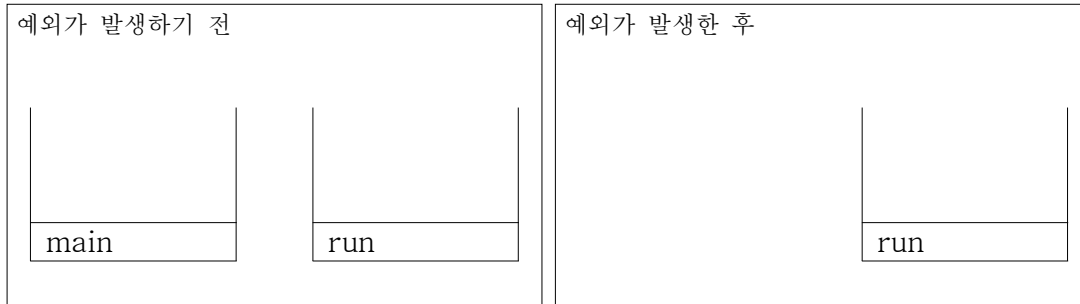 예외가 발생하기 전
main
run
예외가 발생한 후
run